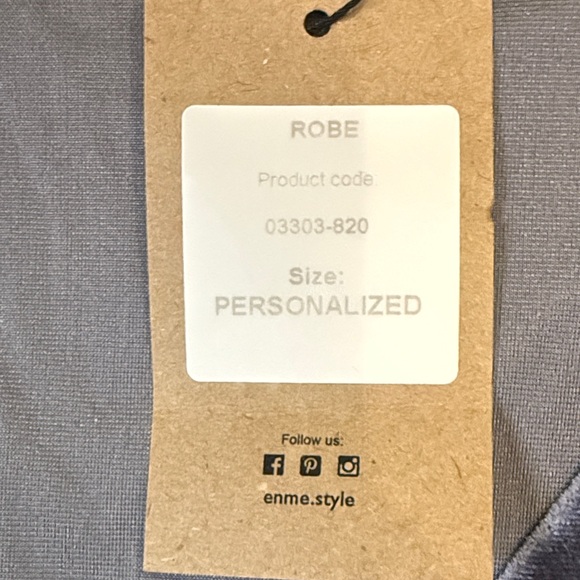 ROBE
Product code:
03303-820
Size:
PERSONALIZED
Follow us:
enme.style